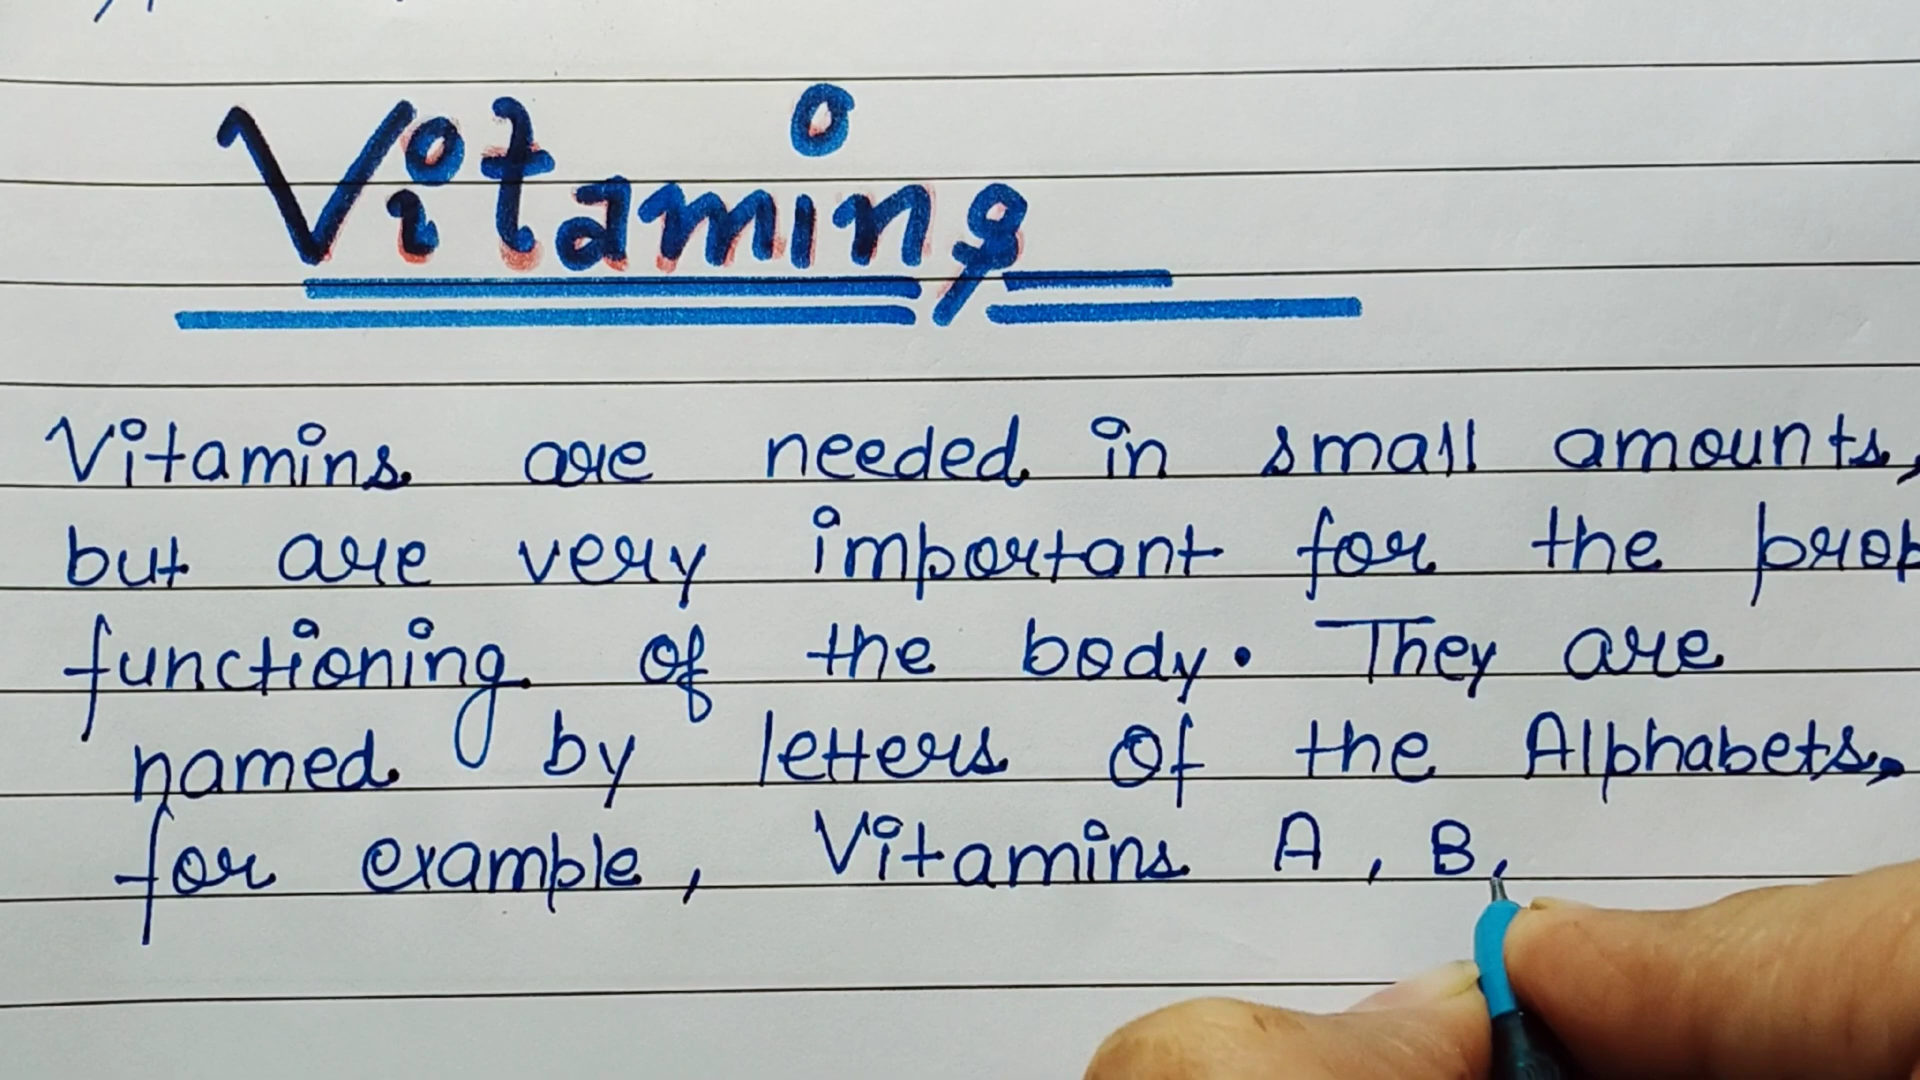 Vitamins
Vitamins are needed in small amounts,
but are very important for the prop
functioning of the body. They are
named by letters of the Alphabets,
for example, Vitamins A, B,